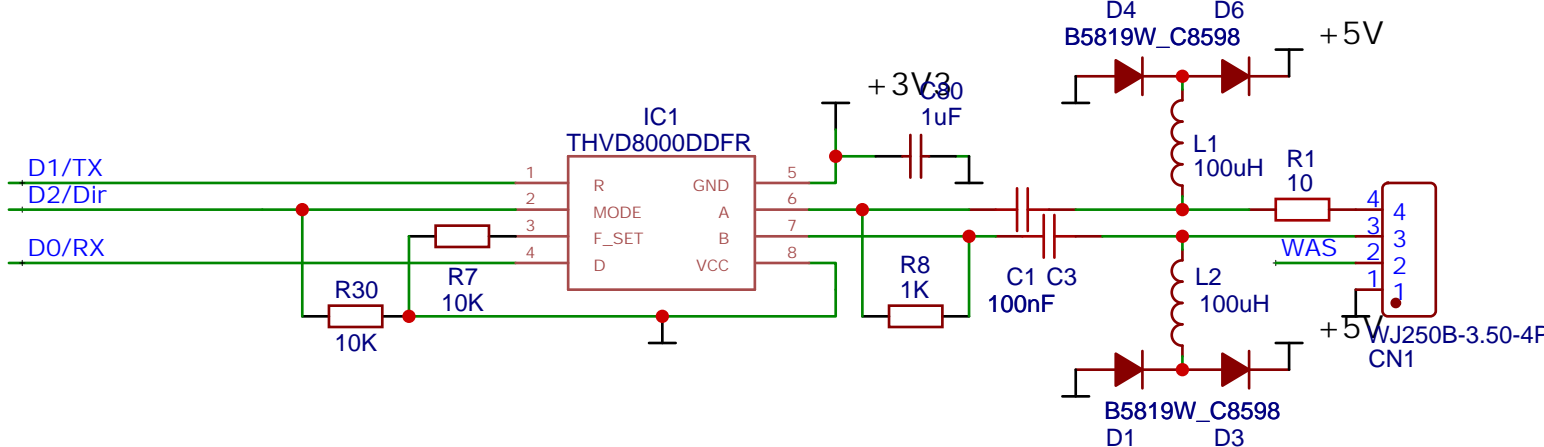 D4 D6
B5819W_C8598
+5V
+3V3
C80
1uF
IC1
THVD8000DDFR
L1
100uH
R1
10
D1/TX
1 R GND 5
D2/Dir
2 MODE A 6
3 F_SET B 7
D0/RX
4 D VCC 8
4 4
3 3
WAS
2 2
1 1
R7
10K
R30
10K
R8
1K
C1 C3
100nF
L2
100uH
+5V
WJ250B-3.50-4P
CN1
B5819W_C8598
D1 D3